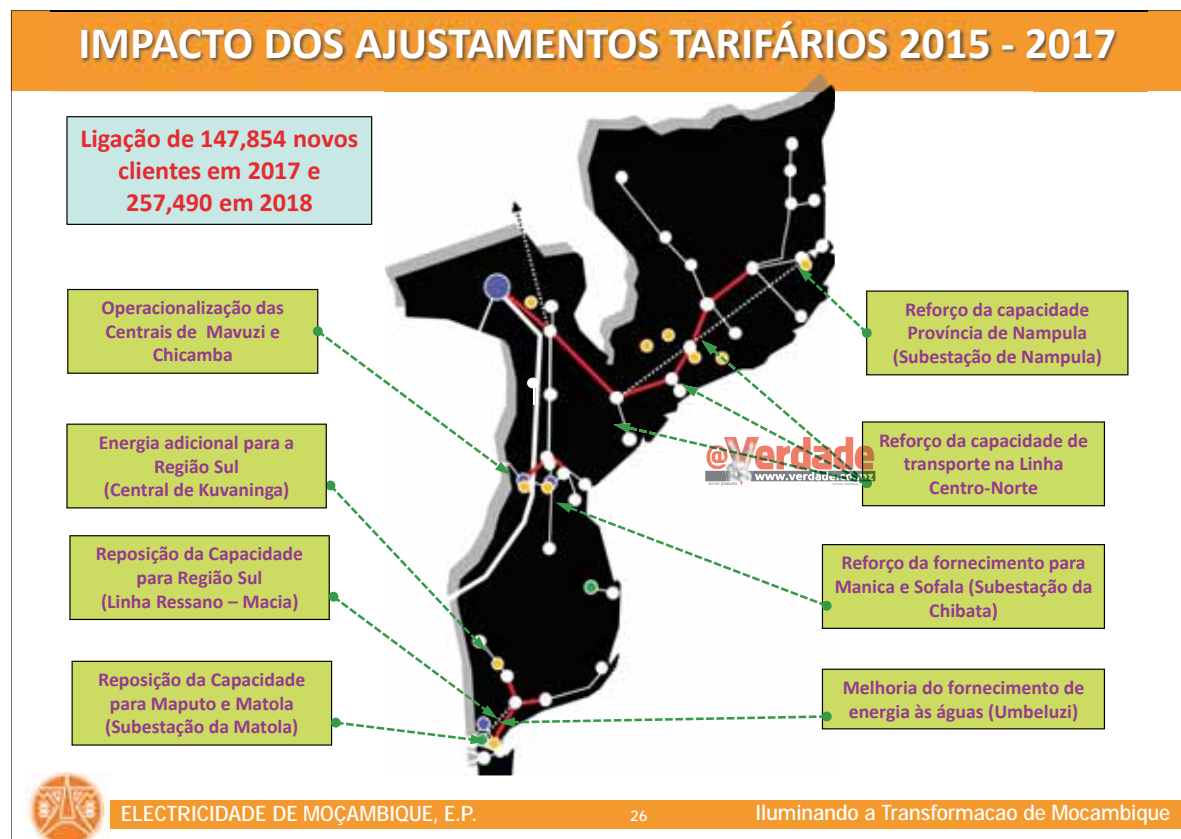 IMPACTO DOS AJUSTAMENTOS TARIFÁRIOS 2015 - 2017
Ligação de 147,854 novos
clientes em 2017 e
257,490 em 2018
Operacionalização das
Centrais de Mavuzi e
Chicamba
Energia adicional para a
Região Sul
(Central de Kuvaninga)
Reposição da Capacidade
para Região Sul
(Linha Ressano – Macia)
Reposição da Capacidade
para Maputo e Matola
(Subestação da Matola)
Reforço da capacidade
Província de Nampula
(Subestação de Nampula)
@Verdade
www.verdade.co.mz
Reforço da capacidade de
transporte na Linha
Centro-Norte
Reforço da fornecimento para
Manica e Sofala (Subestação da
Chibata)
Melhoria do fornecimento de
energia às águas (Umbeluzi)
ELECTRICIDADE DE MOÇAMBIQUE, E.P.
26
Iluminando a Transformacao de Mocambique